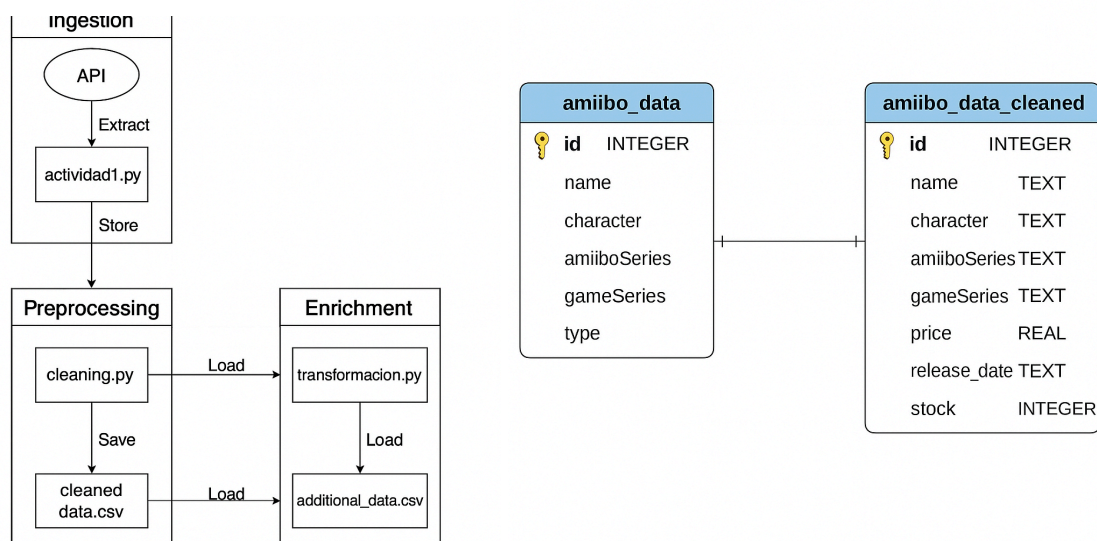 Ingestion
API
Extract
actividad1.py
Store
Preprocessing
cleaning.py
Save
cleaned
data.csv
Load
Load
Enrichment
transformacion.py
Load
additional_data.csv
amiibo_data
id INTEGER
name
character
amiiboSeries
gameSeries
type
amiibo_data_cleaned
id INTEGER
name TEXT
character TEXT
amiiboSeries TEXT
gameSeries TEXT
price REAL
release_date TEXT
stock INTEGER